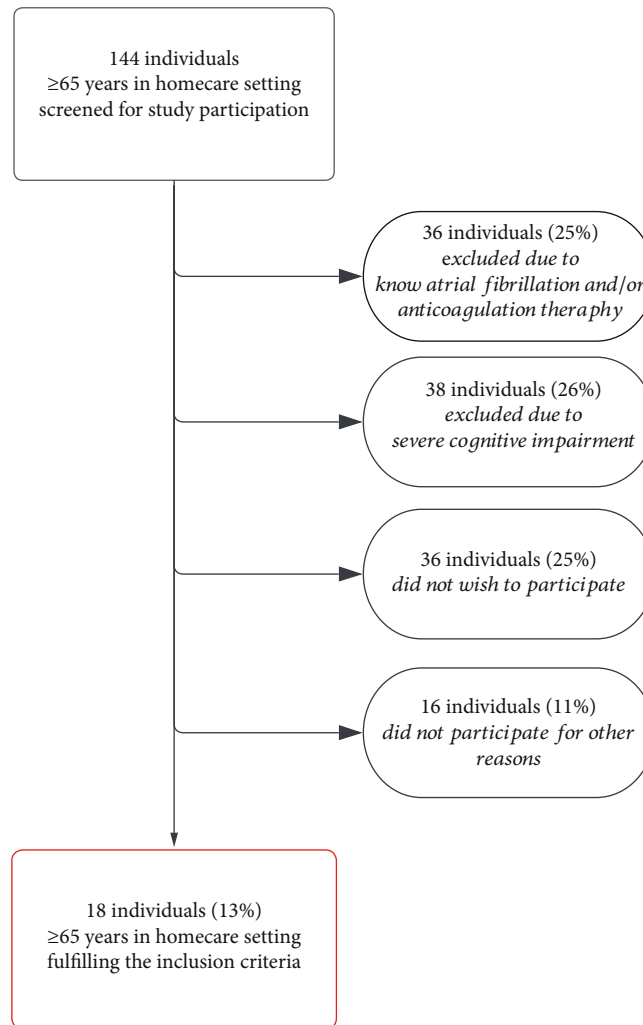 144 individuals
≥65 years in homecare setting
screened for study participation
36 individuals (25%)
excluded due to
know atrial fibrillation and/or
anticoagulation theraphy
38 individuals (26%)
excluded due to
severe cognitive impairment
36 individuals (25%)
did not wish to participate
16 individuals (11%)
did not participate for other
reasons
18 individuals (13%)
≥65 years in homecare setting
fulfilling the inclusion criteria